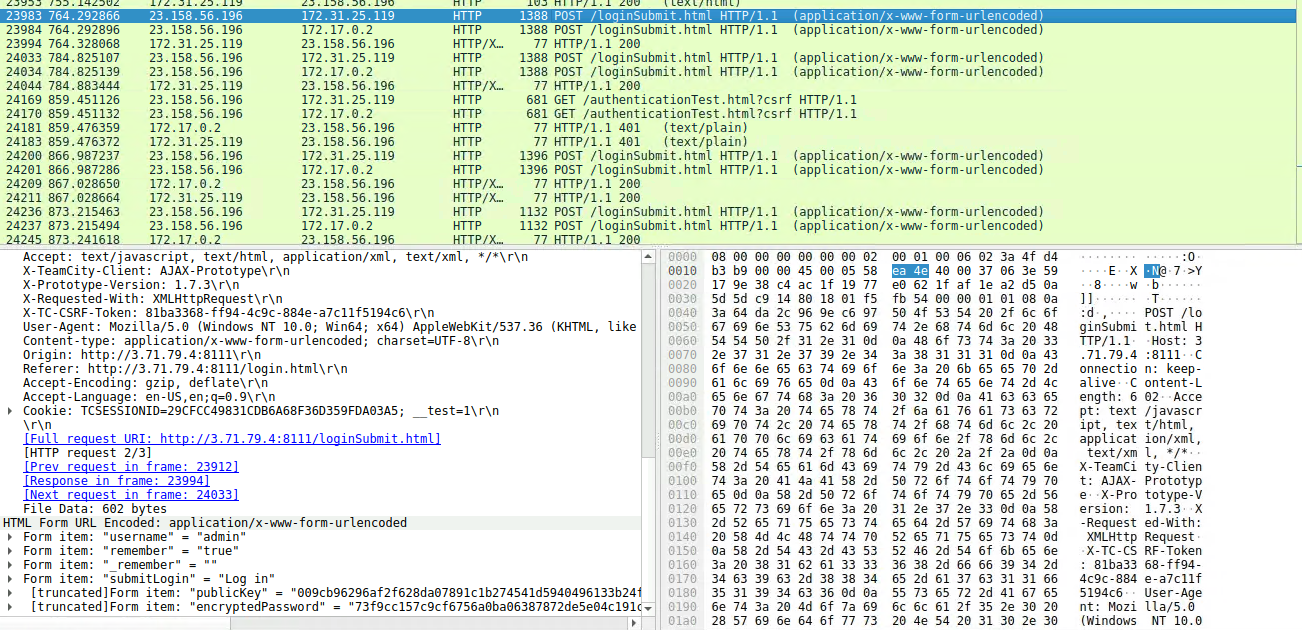 23953 755.142502 172.31.25.119 23.158.56.196 HTTP 103 HTTP/1.1 200 (text/html)
23983 764.292866 23.158.56.196 172.31.25.119 HTTP 1388 POST /loginSubmit.html HTTP/1.1 (application/x-www-form-urlencoded)
23984 764.292896 23.158.56.196 172.17.0.2 HTTP 1388 POST /loginSubmit.html HTTP/1.1 (application/x-www-form-urlencoded)
23994 764.328068 172.31.25.119 23.158.56.196 HTTP/X… 77 HTTP/1.1 200
24033 784.825107 23.158.56.196 172.31.25.119 HTTP 1388 POST /loginSubmit.html HTTP/1.1 (application/x-www-form-urlencoded)
24034 784.825139 23.158.56.196 172.17.0.2 HTTP 1388 POST /loginSubmit.html HTTP/1.1 (application/x-www-form-urlencoded)
24044 784.883444 172.31.25.119 23.158.56.196 HTTP/X… 77 HTTP/1.1 200
24169 859.451126 23.158.56.196 172.31.25.119 HTTP 681 GET /authenticationTest.html?csrf HTTP/1.1
24170 859.451132 23.158.56.196 172.17.0.2 HTTP 681 GET /authenticationTest.html?csrf HTTP/1.1
24181 859.476359 172.17.0.2 23.158.56.196 HTTP 77 HTTP/1.1 401 (text/plain)
24183 859.476372 172.31.25.119 23.158.56.196 HTTP 77 HTTP/1.1 401 (text/plain)
24200 866.987237 23.158.56.196 172.31.25.119 HTTP 1396 POST /loginSubmit.html HTTP/1.1 (application/x-www-form-urlencoded)
24201 866.987286 23.158.56.196 172.17.0.2 HTTP 1396 POST /loginSubmit.html HTTP/1.1 (application/x-www-form-urlencoded)
24209 867.028650 172.17.0.2 23.158.56.196 HTTP/X… 77 HTTP/1.1 200
24211 867.028664 172.31.25.119 23.158.56.196 HTTP/X… 77 HTTP/1.1 200
24236 873.215463 23.158.56.196 172.31.25.119 HTTP 1132 POST /loginSubmit.html HTTP/1.1 (application/x-www-form-urlencoded)
24237 873.215494 23.158.56.196 172.17.0.2 HTTP 1132 POST /loginSubmit.html HTTP/1.1 (application/x-www-form-urlencoded)
24245 873.241618 172.17.0.2 23.158.56.196 HTTP/X… 77 HTTP/1.1 200
Accept: text/javascript, text/html, application/xml, text/xml, */*\r\n
X-TeamCity-Client: AJAX-Prototype\r\n
X-Prototype-Version: 1.7.3\r\n
X-Requested-With: XMLHttpRequest\r\n
X-TC-CSRF-Token: 81ba3368-ff94-4c9c-884e-a7c11f5194c6\r\n
User-Agent: Mozilla/5.0 (Windows NT 10.0; Win64; x64) AppleWebKit/537.36 (KHTML, like
Content-type: application/x-www-form-urlencoded; charset=UTF-8\r\n
Origin: http://3.71.79.4:8111\r\n
Referer: http://3.71.79.4:8111/login.html\r\n
Accept-Encoding: gzip, deflate\r\n
Accept-Language: en-US,en;q=0.9\r\n
Cookie: TCSESSIONID=29CFCC49831CDB6A68F36D359FDA03A5; __test=1\r\n
\r\n
[Full request URI: http://3.71.79.4:8111/loginSubmit.html]
[HTTP request 2/3]
[Prev request in frame: 23912]
[Response in frame: 23994]
[Next request in frame: 24033]
File Data: 602 bytes
HTML Form URL Encoded: application/x-www-form-urlencoded
Form item: "username" = "admin"
Form item: "remember" = "true"
Form item: "_remember" = ""
Form item: "submitLogin" = "Log in"
[truncated]Form item: "publicKey" = "009cb96296af2f628da07891c1b274541d5940496133b24f
[truncated]Form item: "encryptedPassword" = "73f9cc157c9cf6756a0ba06387872de5e04c191c
0000 08 00 00 00 00 00 00 02 00 01 00 06 02 3a 4f d4 ········ ·····:O·
0010 b3 b9 00 00 45 00 05 58 ea 4e 40 00 37 06 3e 59 ····E··X ·N@·7·>Y
0020 17 9e 38 c4 ac 1f 19 77 e0 62 1f af 1e a2 d5 0a ··8····w ·b······
0030 5d 5d c9 14 80 18 01 f5 fb 54 00 00 01 01 08 0a ]]······ ·T······
0040 3a 64 da 2c 96 9e c6 97 50 4f 53 54 20 2f 6c 6f :d·,···· POST /lo
0050 67 69 6e 53 75 62 6d 69 74 2e 68 74 6d 6c 20 48 ginSubmi t.html H
0060 54 54 50 2f 31 2e 31 0d 0a 48 6f 73 74 3a 20 33 TTP/1.1· ·Host: 3
0070 2e 37 31 2e 37 39 2e 34 3a 38 31 31 31 0d 0a 43 .71.79.4 :8111··C
0080 6f 6e 6e 65 63 74 69 6f 6e 3a 20 6b 65 65 70 2d onnectio n: keep-
0090 61 6c 69 76 65 0d 0a 43 6f 6e 74 65 6e 74 2d 4c alive··C ontent-L
00a0 65 6e 67 74 68 3a 20 36 30 32 0d 0a 41 63 63 65 ength: 6 02··Acce
00b0 70 74 3a 20 74 65 78 74 2f 6a 61 76 61 73 63 72 pt: text /javascr
00c0 69 70 74 2c 20 74 65 78 74 2f 68 74 6d 6c 2c 20 ipt, tex t/html,
00d0 61 70 70 6c 69 63 61 74 69 6f 6e 2f 78 6d 6c 2c applicat ion/xml,
00e0 20 74 65 78 74 2f 78 6d 6c 2c 20 2a 2f 2a 0d 0a text/xm l, */*··
00f0 58 2d 54 65 61 6d 43 69 74 79 2d 43 6c 69 65 6e X-TeamCi ty-Clien
0100 74 3a 20 41 4a 41 58 2d 50 72 6f 74 6f 74 79 70 t: AJAX- Prototyp
0110 65 0d 0a 58 2d 50 72 6f 74 6f 74 79 70 65 2d 56 e··X-Pro totype-V
0120 65 72 73 69 6f 6e 3a 20 31 2e 37 2e 33 0d 0a 58 ersion:  1.7.3··X
0130 2d 52 65 71 75 65 73 74 65 64 2d 57 69 74 68 3a -Request ed-With:
0140 20 58 4d 4c 48 74 74 70 52 65 71 75 65 73 74 0d XMLHttp Request·
0150 0a 58 2d 54 43 2d 43 53 52 46 2d 54 6f 6b 65 6e ·X-TC-CS RF-Token
0160 3a 20 38 31 62 61 33 33 36 38 2d 66 66 39 34 2d : 81ba33 68-ff94-
0170 34 63 39 63 2d 38 38 34 65 2d 61 37 63 31 31 66 4c9c-884 e-a7c11f
0180 35 31 39 34 63 36 0d 0a 55 73 65 72 2d 41 67 65 5194c6·· User-Age
0190 6e 74 3a 20 4d 6f 7a 69 6c 6c 61 2f 35 2e 30 20 nt: Mozi lla/5.0
01a0 28 57 69 6e 64 6f 77 73 20 4e 54 20 31 30 2e 30 (Windows  NT 10.0